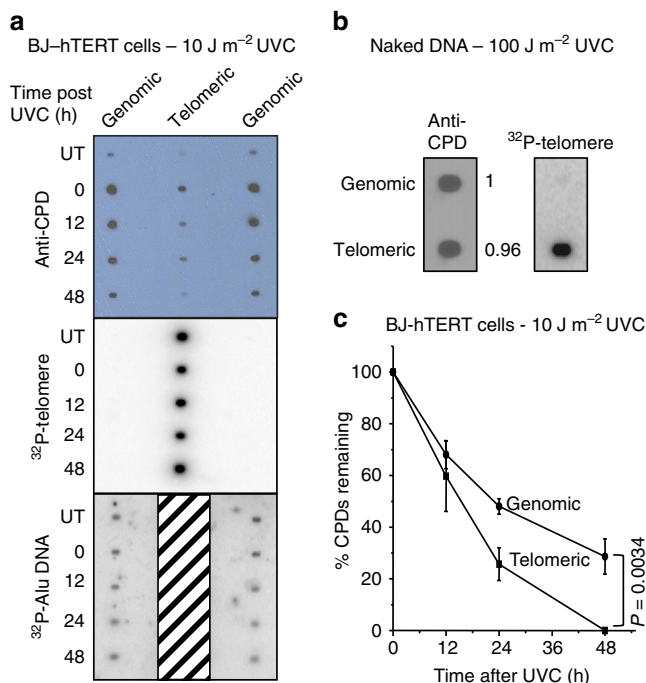 a
BJ–hTERT cells – 10 J m⁻² UVC
Time post
UVC (h)
Genomic
Telomeric
Genomic
Anti-CPD
UT
0
12
24
48
³²P-telomere
UT
0
12
24
48
³²P-Alu DNA
UT
0
12
24
48
b
Naked DNA – 100 J m⁻² UVC
Anti-
CPD
³²P-telomere
Genomic
1
Telomeric
0.96
c
BJ-hTERT cells - 10 J m⁻² UVC
% CPDs remaining
100
80
60
40
20
0
Genomic
Telomeric
P = 0.0034
0
12
24
36
48
Time after UVC (h)